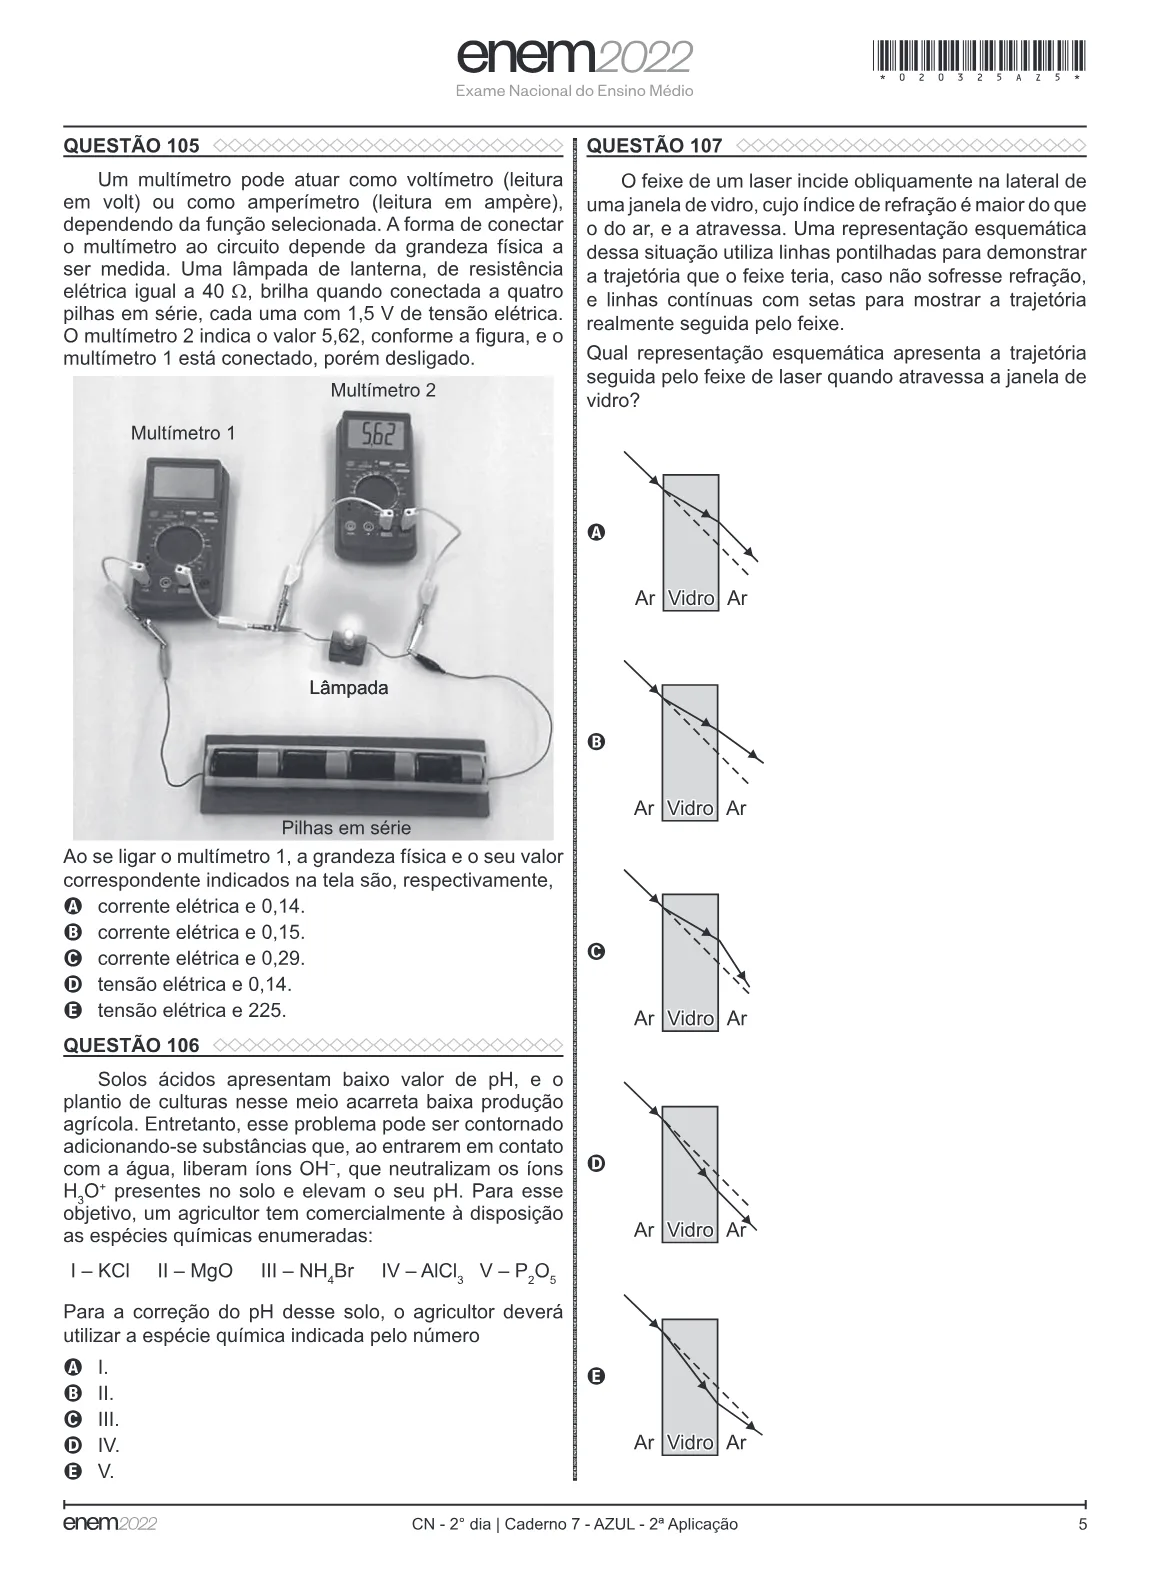 enem2022
Exame Nacional do Ensino Médio
*020325AZ5*
QUESTÃO 105
Um multímetro pode atuar como voltímetro (leitura
em volt) ou como amperímetro (leitura em ampère),
dependendo da função selecionada. A forma de conectar
o multímetro ao circuito depende da grandeza física a
ser medida. Uma lâmpada de lanterna, de resistência
elétrica igual a 40 Ω, brilha quando conectada a quatro
pilhas em série, cada uma com 1,5 V de tensão elétrica.
O multímetro 2 indica o valor 5,62, conforme a figura, e o
multímetro 1 está conectado, porém desligado.
Multímetro 2
5,62
Multímetro 1
Lâmpada
Pilhas em série
Ao se ligar o multímetro 1, a grandeza física e o seu valor
correspondente indicados na tela são, respectivamente,
A corrente elétrica e 0,14.
B corrente elétrica e 0,15.
C corrente elétrica e 0,29.
D tensão elétrica e 0,14.
E tensão elétrica e 225.
QUESTÃO 106
Solos ácidos apresentam baixo valor de pH, e o
plantio de culturas nesse meio acarreta baixa produção
agrícola. Entretanto, esse problema pode ser contornado
adicionando-se substâncias que, ao entrarem em contato
com a água, liberam íons OH⁻, que neutralizam os íons
H₃O⁺ presentes no solo e elevam o seu pH. Para esse
objetivo, um agricultor tem comercialmente à disposição
as espécies químicas enumeradas:
I – KCl II – MgO III – NH₄Br IV – AlCl₃ V – P₂O₅
Para a correção do pH desse solo, o agricultor deverá
utilizar a espécie química indicada pelo número
A I.
B II.
C III.
D IV.
E V.
QUESTÃO 107
O feixe de um laser incide obliquamente na lateral de
uma janela de vidro, cujo índice de refração é maior do que
o do ar, e a atravessa. Uma representação esquemática
dessa situação utiliza linhas pontilhadas para demonstrar
a trajetória que o feixe teria, caso não sofresse refração,
e linhas contínuas com setas para mostrar a trajetória
realmente seguida pelo feixe.
Qual representação esquemática apresenta a trajetória
seguida pelo feixe de laser quando atravessa a janela de
vidro?
A
Ar Vidro Ar
B
Ar Vidro Ar
C
Ar Vidro Ar
D
Ar Vidro Ar
E
Ar Vidro Ar
enem2022
CN - 2° dia | Caderno 7 - AZUL - 2ª Aplicação
5